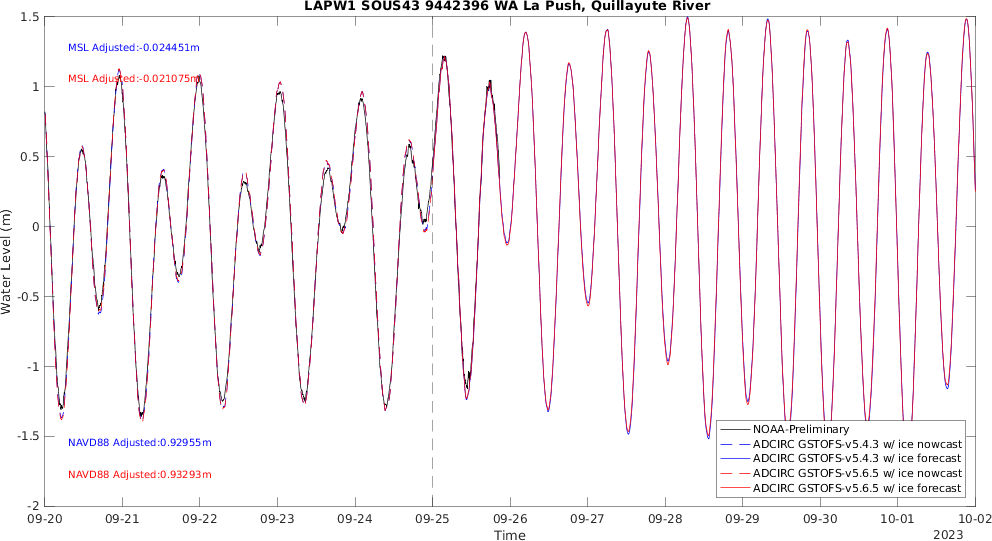 LAPW1 SOUS43 9442396 WA La Push, Quillayute River
1.5
1
0.5
0
-0.5
-1
-1.5
-2
Water Level (m)
MSL Adjusted:-0.024451m
MSL Adjusted:-0.021075m
NAVD88 Adjusted:0.92955m
NAVD88 Adjusted:0.93293m
NOAA-Preliminary
ADCIRC GSTOFS-v5.4.3 w/ ice nowcast
ADCIRC GSTOFS-v5.4.3 w/ ice forecast
ADCIRC GSTOFS-v5.6.5 w/ ice nowcast
ADCIRC GSTOFS-v5.6.5 w/ ice forecast
09-20 09-21 09-22 09-23 09-24 09-25 09-26 09-27 09-28 09-29 09-30 10-01 10-02
Time
2023